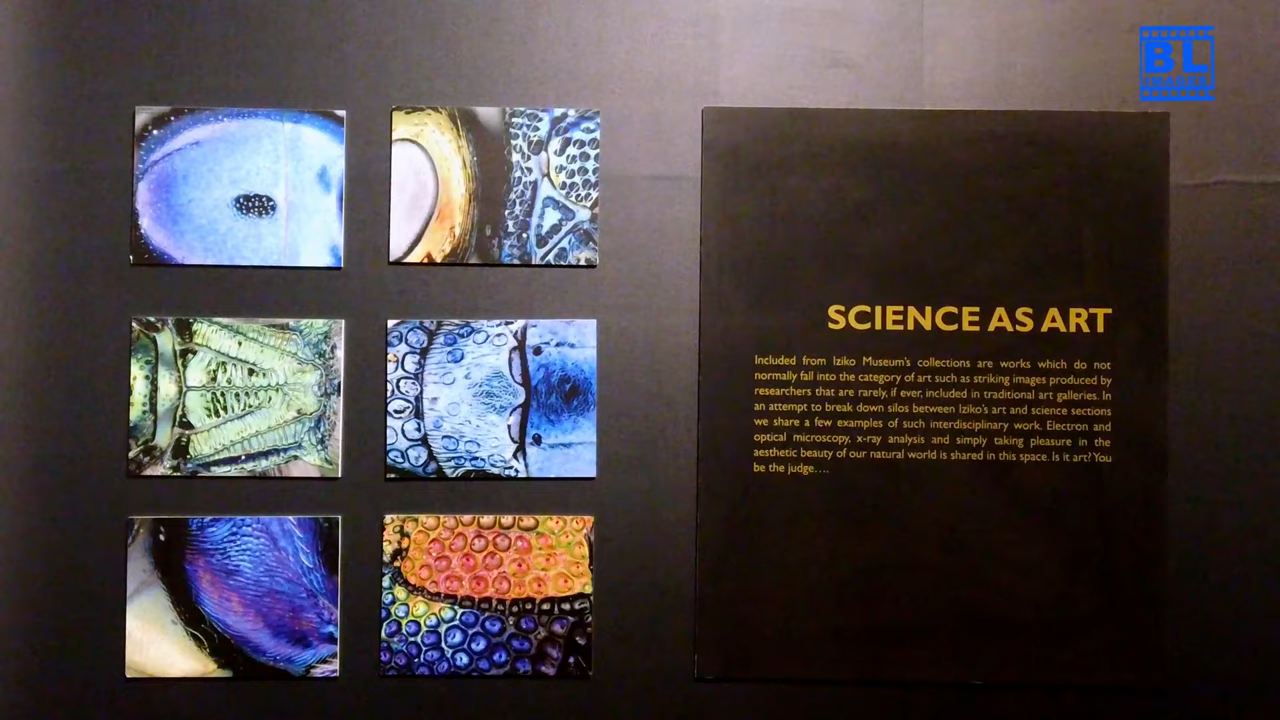 BL
IMAGES
SCIENCE AS ART
Included from Iziko Museum's collections are works which do not
normally fall into the category of art such as striking images produced by
researchers that are rarely, if ever, included in traditional art galleries. In
an attempt to break down silos between Iziko's art and science sections
we share a few examples of such interdisciplinary work. Electron and
optical microscopy, x-ray analysis and simply taking pleasure in the
aesthetic beauty of our natural world is shared in this space. Is it art? You
be the judge….